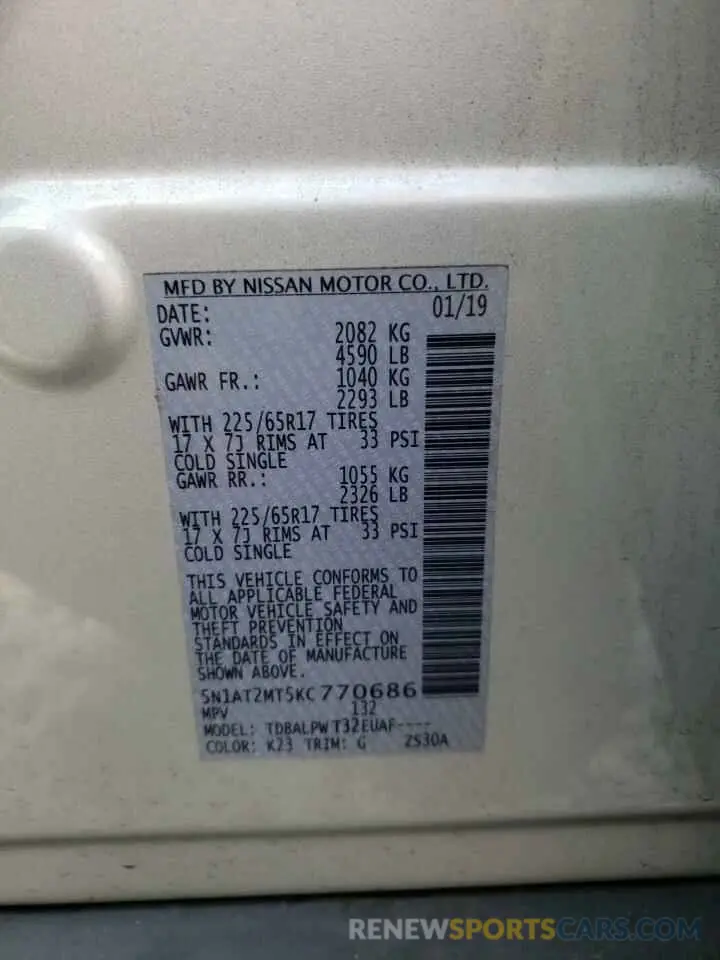 MFD BY NISSAN MOTOR CO., LTD.
DATE: 01/19
GVWR: 2082 KG
4590 LB
GAWR FR.: 1040 KG
2293 LB
WITH 225/65R17 TIRES
17 X 7J RIMS AT 33 PSI
COLD SINGLE
GAWR RR.: 1055 KG
2326 LB
WITH 225/65R17 TIRES
17 X 7J RIMS AT 33 PSI
COLD SINGLE
THIS VEHICLE CONFORMS TO
ALL APPLICABLE FEDERAL
MOTOR VEHICLE SAFETY AND
THEFT PREVENTION
STANDARDS IN EFFECT ON
THE DATE OF MANUFACTURE
SHOWN ABOVE.
5N1AT2MT5KC770686
MPV 132
MODEL: TDBALPW T32EUAF----
COLOR: K23 TRIM: G ZS30A
RENEWSPORTSCARS.COM